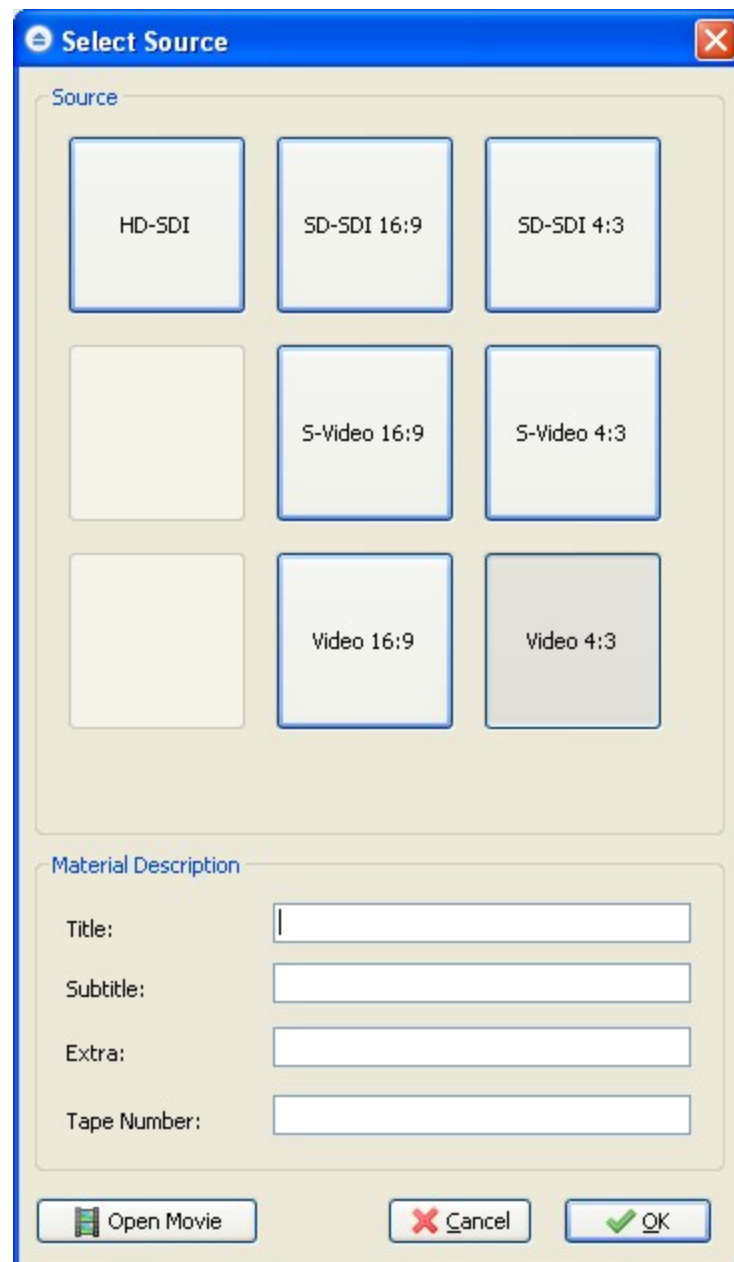 Select Source
Source
HD-SDI SD-SDI 16:9 SD-SDI 4:3
S-Video 16:9 S-Video 4:3
Video 16:9 Video 4:3
Material Description
Title:
Subtitle:
Extra:
Tape Number:
Open Movie Cancel OK